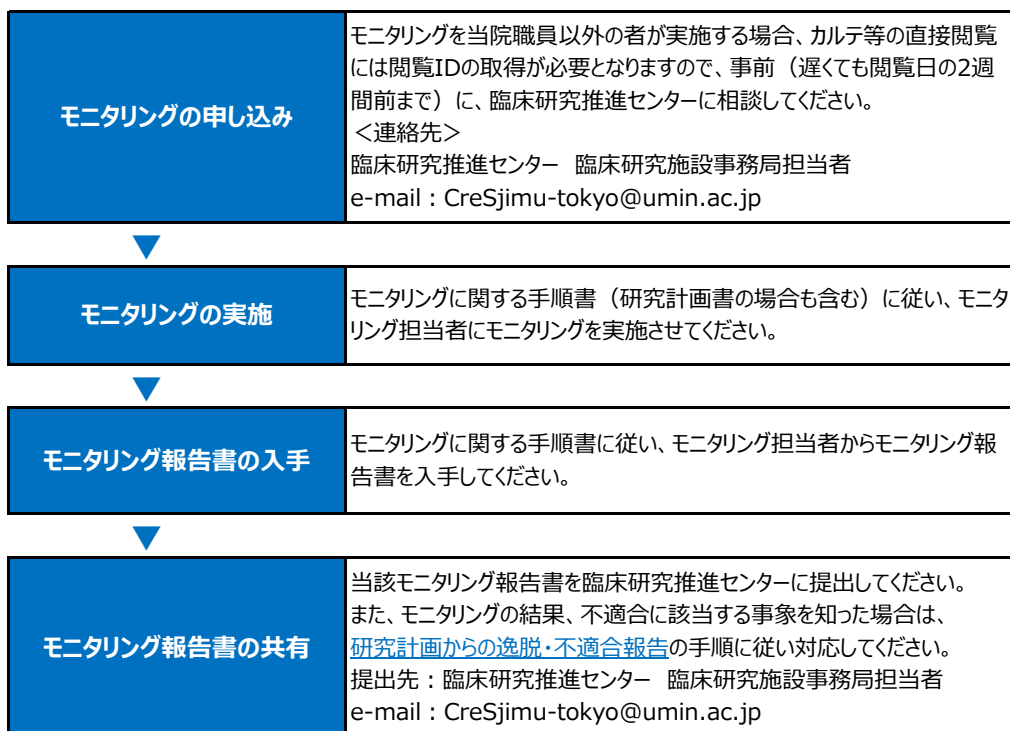 モニタリングの申し込み
モニタリングを当院職員以外の者が実施する場合、カルテ等の直接閲覧
には閲覧IDの取得が必要となりますので、事前（遅くても閲覧日の2週
間前まで）に、臨床研究推進センターに相談してください。
＜連絡先＞
臨床研究推進センター　臨床研究施設事務局担当者
e-mail：CreSjimu-tokyo@umin.ac.jp
モニタリングの実施
モニタリングに関する手順書（研究計画書の場合も含む）に従い、モニタ
リング担当者にモニタリングを実施させてください。
モニタリング報告書の入手
モニタリングに関する手順書に従い、モニタリング担当者からモニタリング報
告書を入手してください。
モニタリング報告書の共有
当該モニタリング報告書を臨床研究推進センターに提出してください。
また、モニタリングの結果、不適合に該当する事象を知った場合は、
研究計画からの逸脱・不適合報告の手順に従い対応してください。
提出先：臨床研究推進センター　臨床研究施設事務局担当者
e-mail：CreSjimu-tokyo@umin.ac.jp